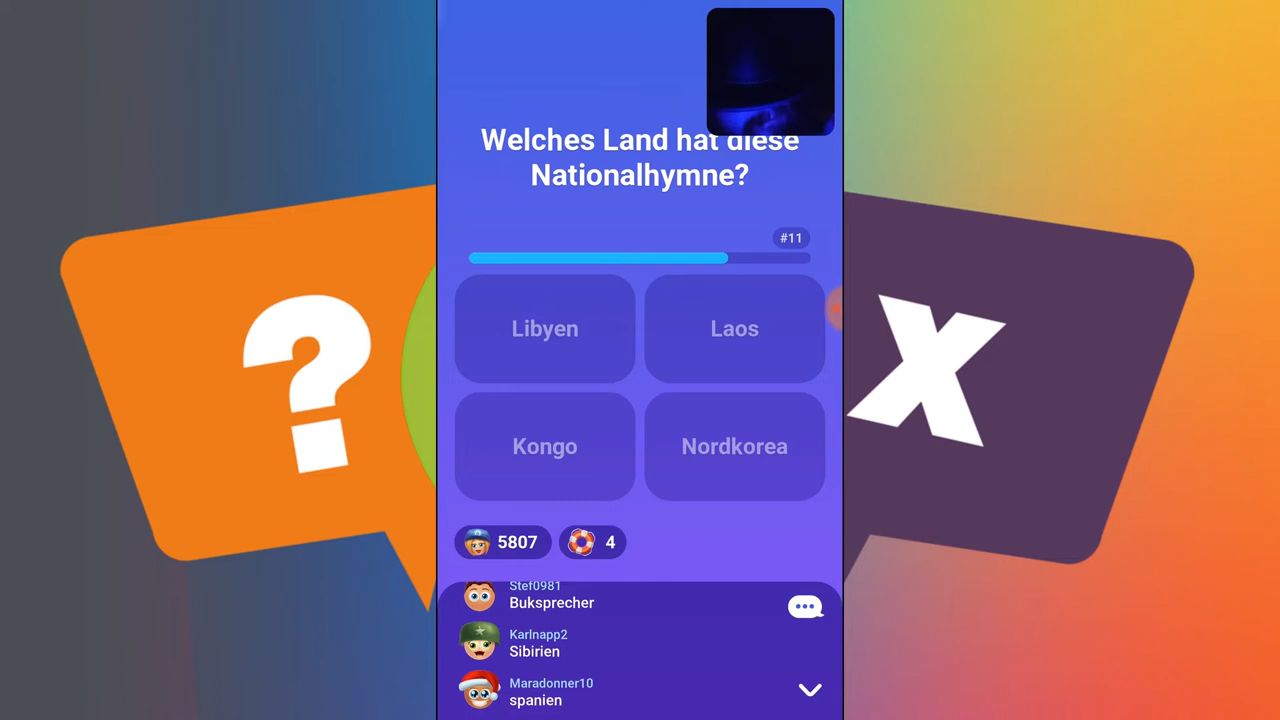 Welches Land hat diese
Nationalhymne?
#11
Libyen
Laos
Kongo
Nordkorea
5807
4
Stef0981
Buksprecher
Karlnapp2
Sibirien
Maradonner10
spanien
?
X